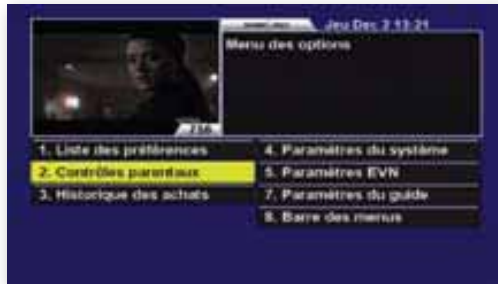 Jeu Dec 2 13:21
Menu des options
1. Liste des préférences
2. Contrôles parentaux
3. Historique des achats
4. Paramètres du système
5. Paramètres EVN
7. Paramètres du guide
8. Barre des menus